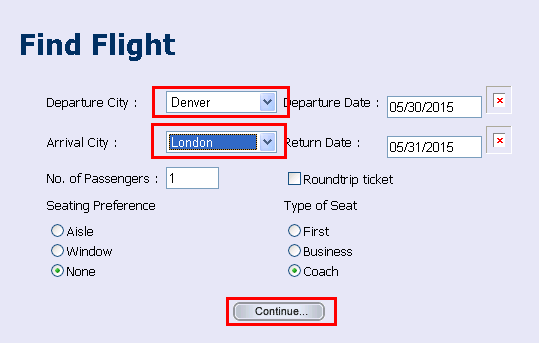 Find Flight
Departure City : Denver Departure Date : 05/30/2015
Arrival City : London Return Date : 05/31/2015
No. of Passengers : 1 Roundtrip ticket
Seating Preference Type of Seat
Aisle First
Window Business
None Coach
Continue...